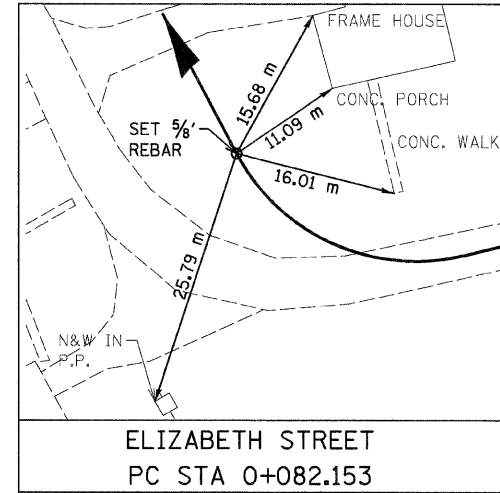 FRAME HOUSE
15.68 m
CONC. PORCH
11.09 m
SET 5/8'
REBAR
CONC. WALK
16.01 m
25.79 m
N&W IN
P.P.
ELIZABETH STREET
PC STA 0+082.153